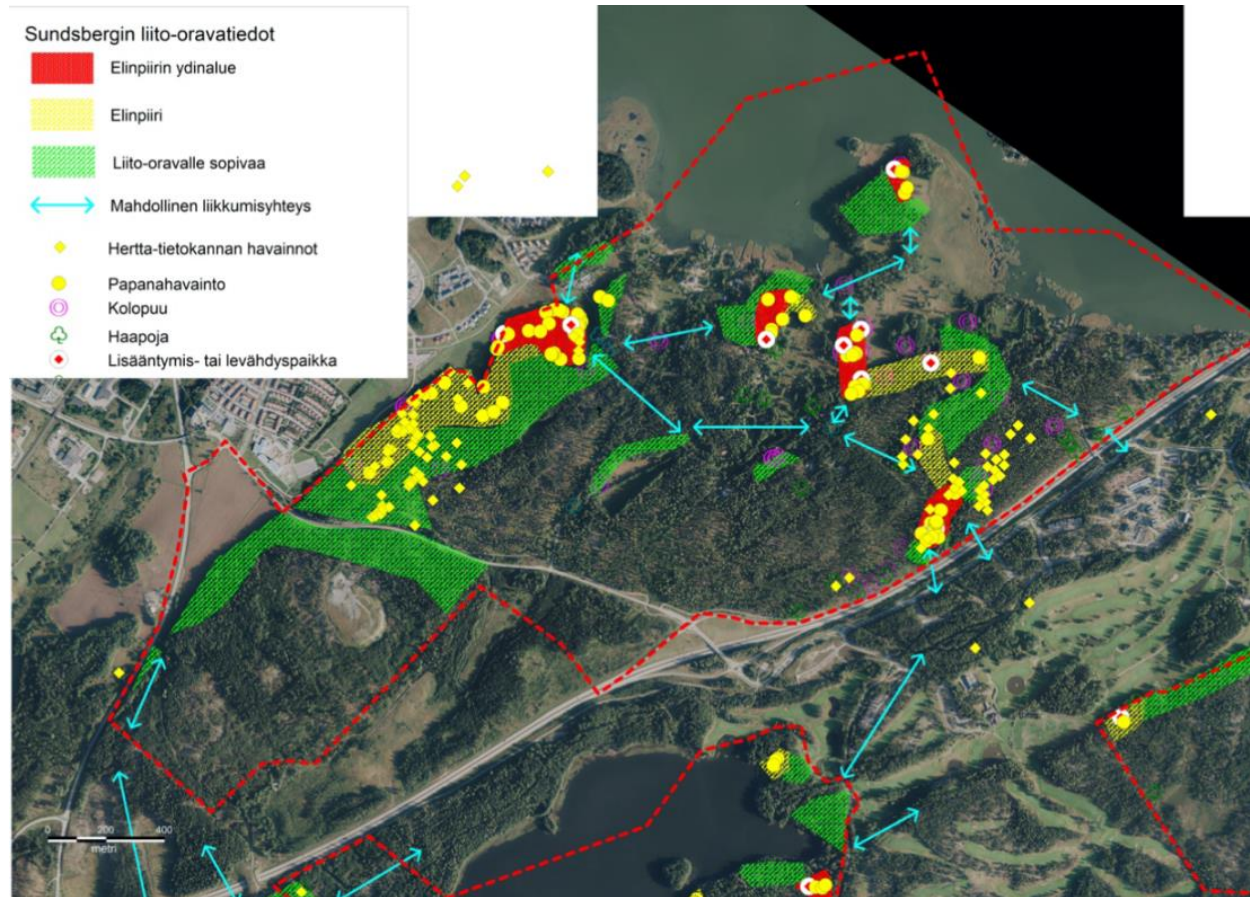 Sundsbergin liito-oravatiedot
Elinpiirin ydinalue
Elinpiiri
Liito-oravalle sopivaa
Mahdollinen liikkumisyhteys
Hertta-tietokannan havainnot
Papanahavainto
Kolopuu
Haapoja
Lisääntymis- tai levähdyspaikka
0 200 400
metri